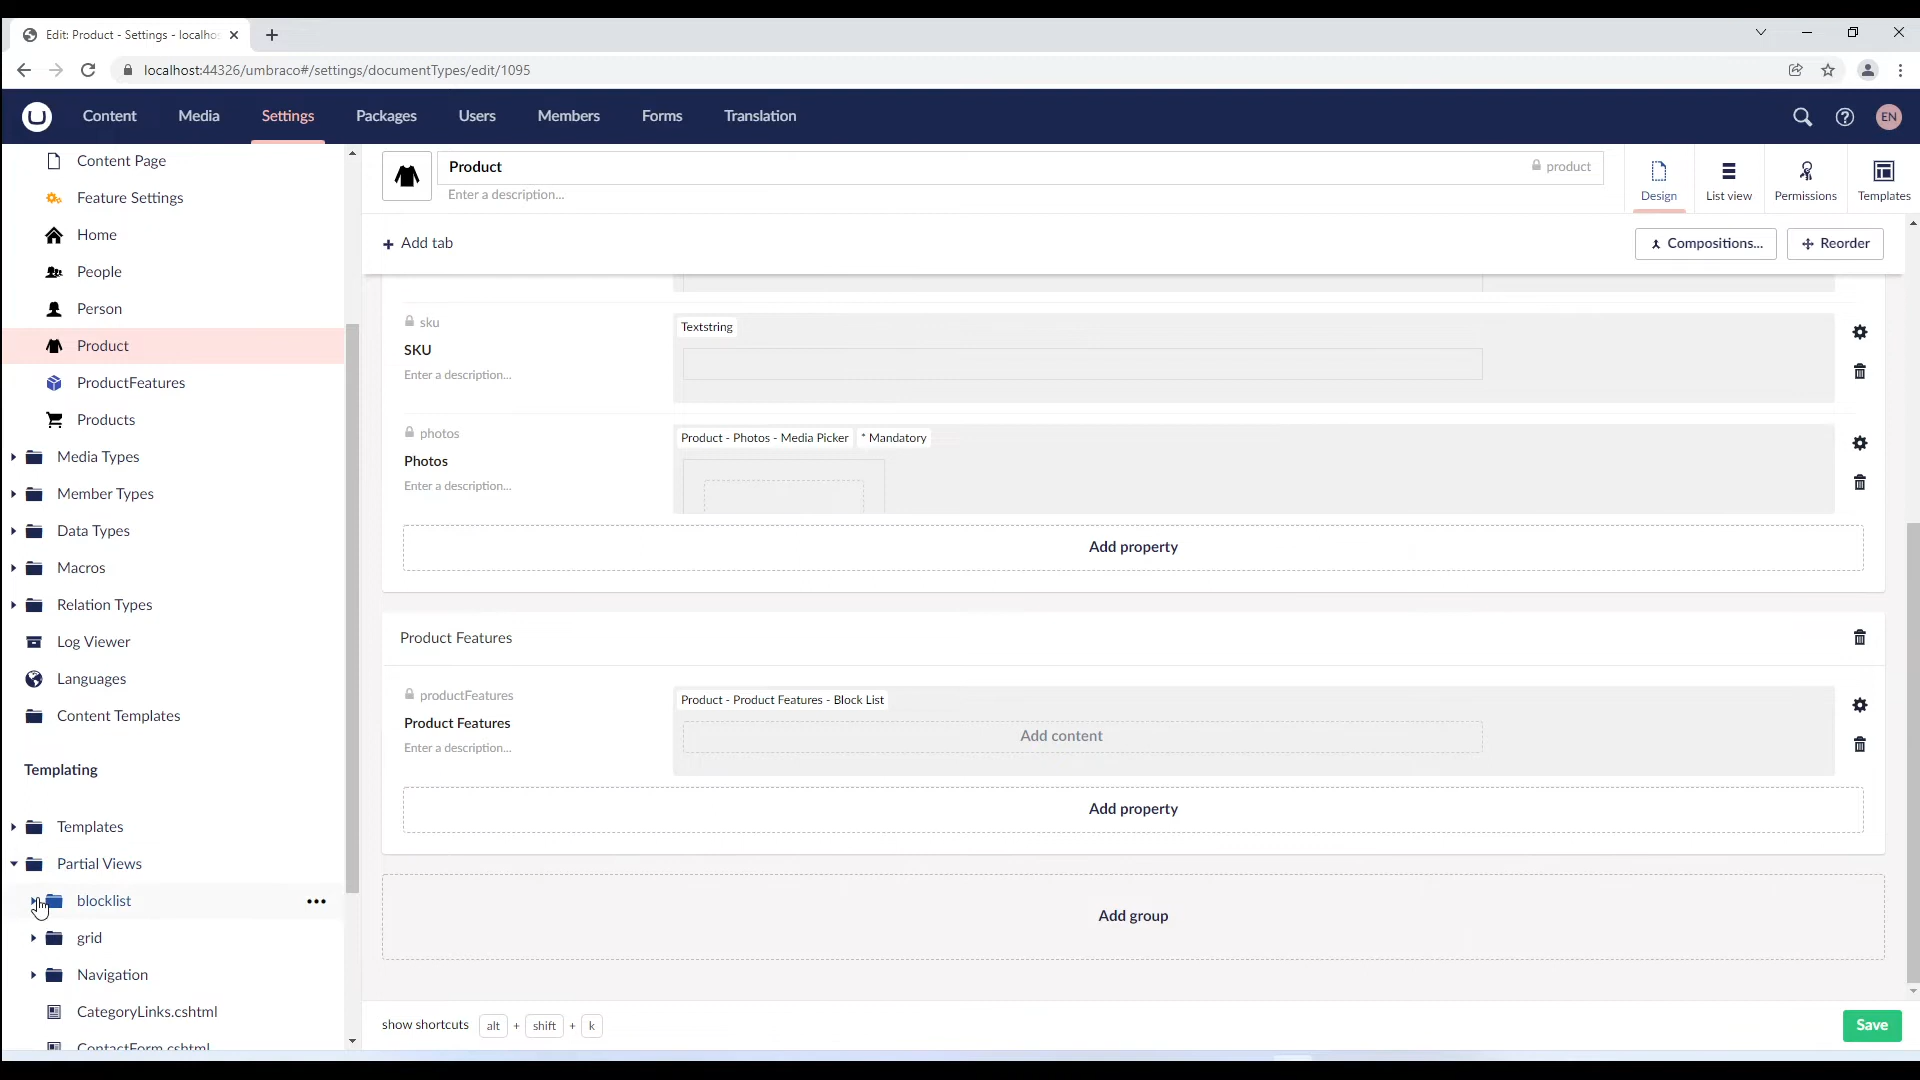 Edit: Product - Settings - localhos
localhost:44326/umbraco#/settings/documentTypes/edit/1095
Content Media Settings Packages Users Members Forms Translation
EN
Content Page
Feature Settings
Home
People
Person
Product
ProductFeatures
Products
Media Types
Member Types
Data Types
Macros
Relation Types
Log Viewer
Languages
Content Templates
Templating
Templates
Partial Views
blocklist
grid
Navigation
CategoryLinks.cshtml
ContactForm.cshtml
Product
product
Enter a description...
Design
List view
Permissions
Templates
Add tab
Compositions...
Reorder
sku
SKU
Enter a description...
Textstring
photos
Photos
Enter a description...
Product - Photos - Media Picker * Mandatory
Add property
Product Features
productFeatures
Product Features
Enter a description...
Product - Product Features - Block List
Add content
Add property
Add group
show shortcuts alt + shift + k
Save